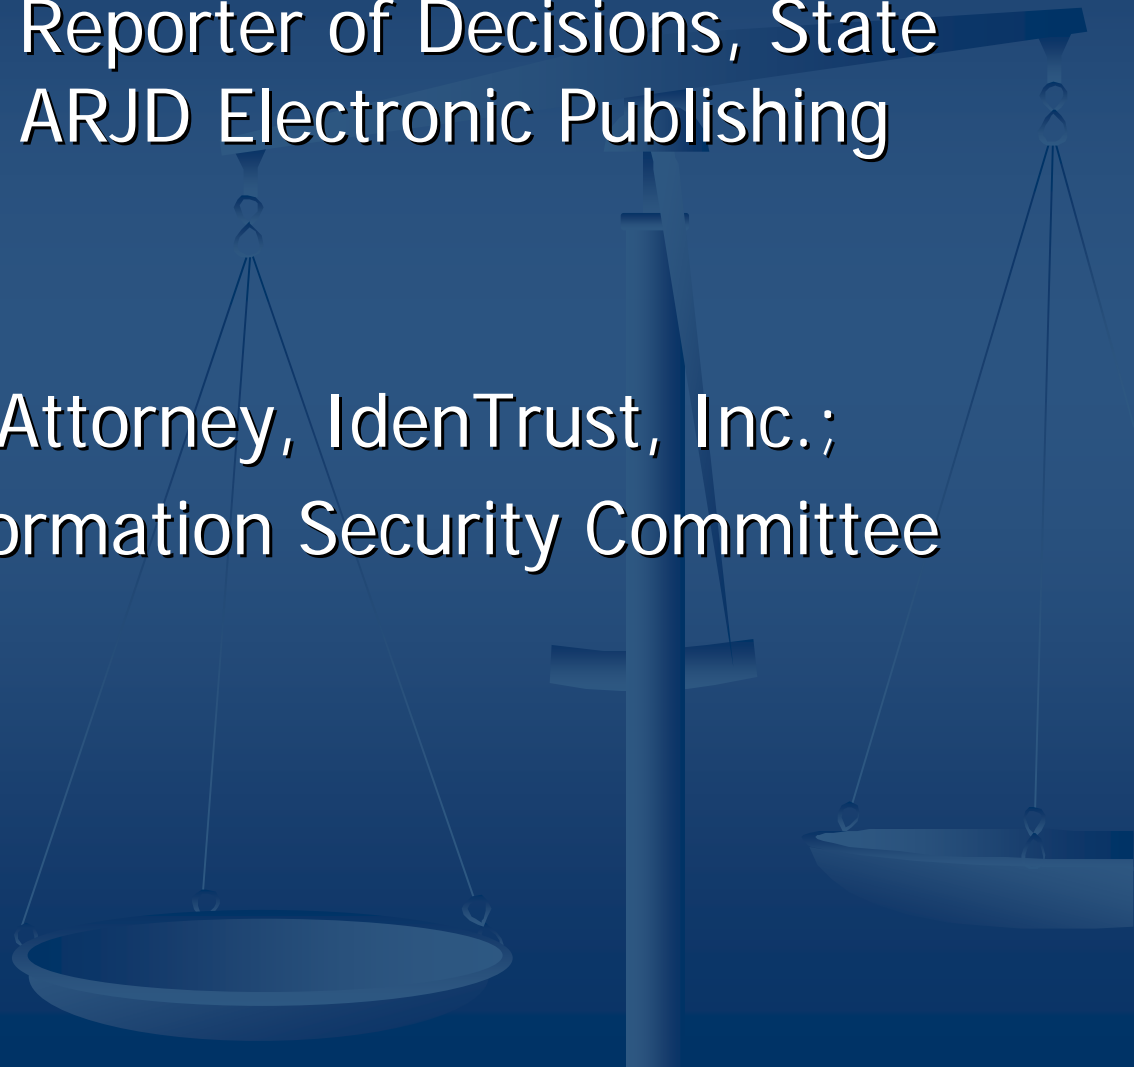 Reporter of Decisions, State
ARJD Electronic Publishing
Attorney, IdenTrust, Inc.;
ormation Security Committee